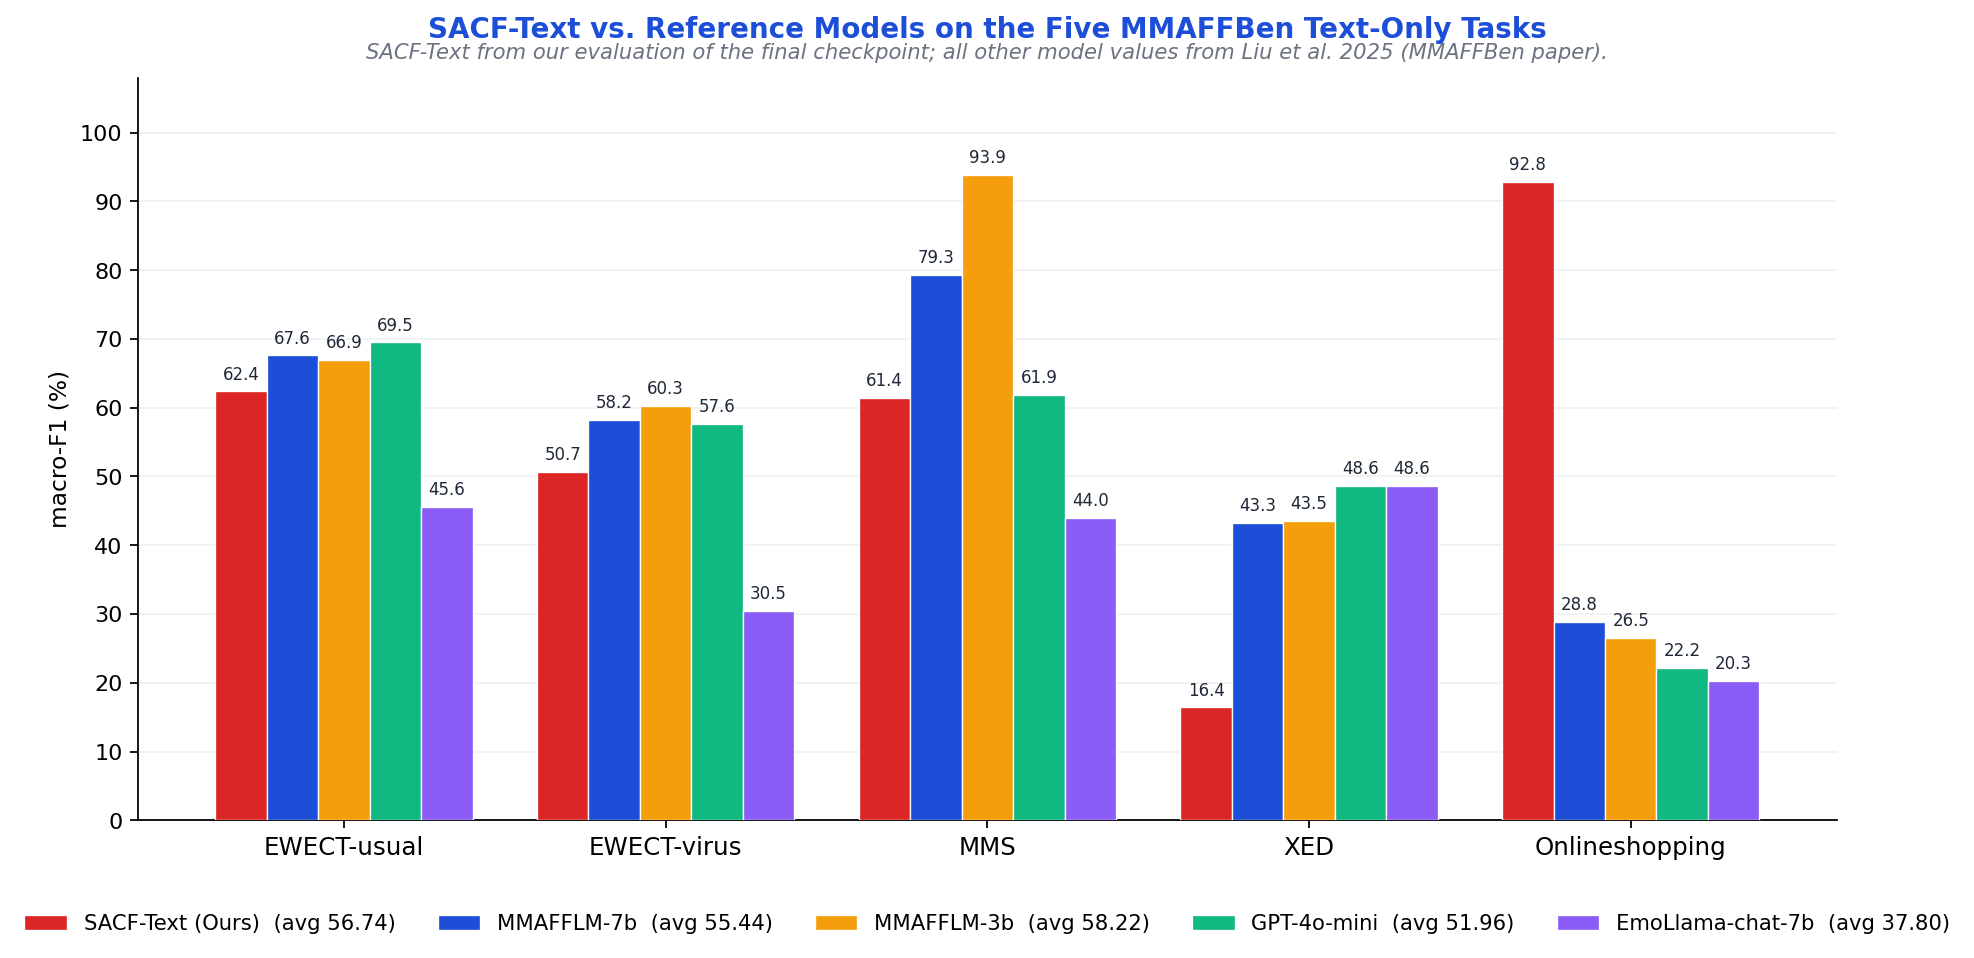 SACF-Text vs. Reference Models on the Five MMAFFBen Text-Only Tasks
SACF-Text from our evaluation of the final checkpoint; all other model values from Liu et al. 2025 (MMAFFBen paper).
macro-F1 (%)
100
90
80
70
60
50
40
30
20
10
0
62.4 67.6 66.9 69.5 45.6
50.7 58.2 60.3 57.6 30.5
61.4 79.3 93.9 61.9 44.0
16.4 43.3 43.5 48.6 48.6
92.8 28.8 26.5 22.2 20.3
EWECT-usual EWECT-virus MMS XED Onlineshopping
SACF-Text (Ours) (avg 56.74) MMAFFLM-7b (avg 55.44) MMAFFLM-3b (avg 58.22) GPT-4o-mini (avg 51.96) EmoLlama-chat-7b (avg 37.80)